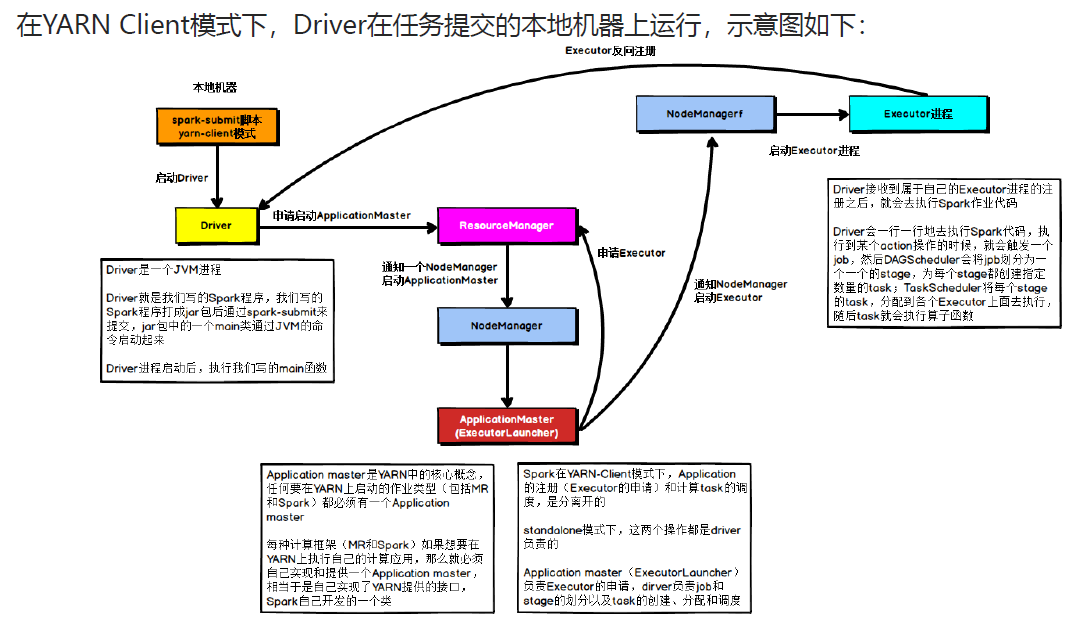 在YARN Client模式下，Driver在任务提交的本地机器上运行，示意图如下：
Executor反向注册
本地机器
spark-submit脚本
yarn-client模式
NodeManagerf
Executor进程
启动Executor进程
启动Driver
Driver
申请启动ApplicationMaster
ResourceManager
申请Executor
通知一个NodeManager
启动ApplicationMaster
通知NodeManager
启动Executor
NodeManager
ApplicationMaster
(ExecutorLauncher)
Driver接收到属于自己的Executor进程的注
册之后，就会去执行Spark作业代码
Driver会一行一行地去执行Spark代码，执
行到某个action操作的时候，就会触发一个
job，然后DAGScheduler会将jpb划分为一
个一个的stage，为每个stage都创建指定
数量的task；TaskScheduler将每个stage
的task，分配到各个Executor上面去执行，
随后task就会执行算子函数
Driver是一个JVM进程
Driver就是我们写的Spark程序，我们写的
Spark程序打成jar包后通过spark-submit来
提交，jar包中的一个main类通过JVM的命
令启动起来
Driver进程启动后，执行我们写的main函数
Application master是YARN中的核心概念，
任何要在YARN上启动的作业类型（包括MR
和Spark）都必须有一个Application
master
每种计算框架（MR和Spark）如果想要在
YARN上执行自己的计算应用，那么就必须
自己实现和提供一个Application master，
相当于是自己实现了YARN提供的接口，
Spark自己开发的一个类
Spark在YARN-Client模式下，Application
的注册（Executor的申请）和计算task的调
度，是分离开的
standalone模式下，这两个操作都是driver
负责的
Application master（ExecutorLauncher）
负责Executor的申请，dirver负责job和
stage的划分以及task的创建、分配和调度